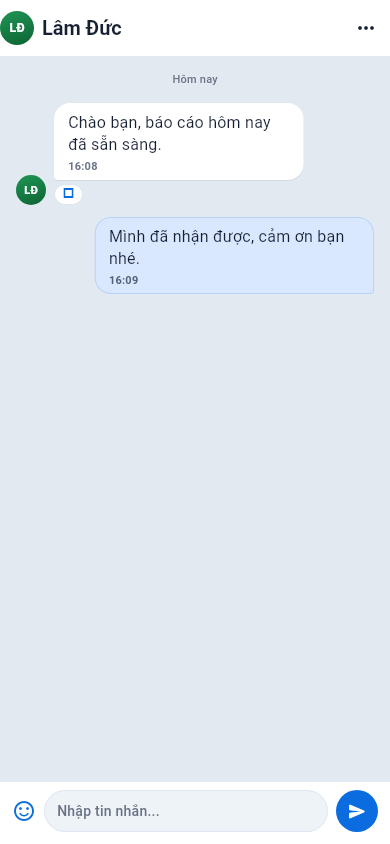 LĐ
Lâm Đức
Hôm nay
Chào bạn, báo cáo hôm nay
đã sẵn sàng.
16:08
LĐ
Mình đã nhận được, cảm ơn bạn
nhé.
16:09
Nhập tin nhắn...